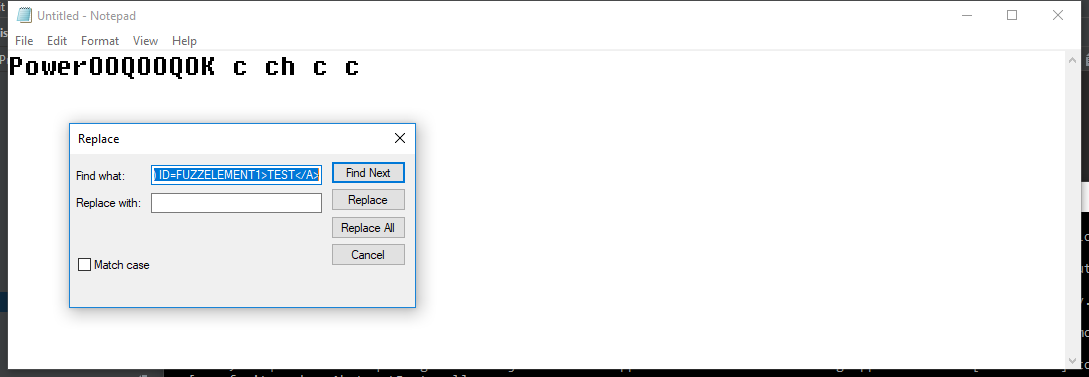 Untitled - Notepad
File Edit Format View Help
PowerOOQOOQOK c ch c c
Replace
Find what: ) ID=FUZZELEMENT1>TEST</A> Find Next
Replace with: Replace
Replace All
Cancel
Match case